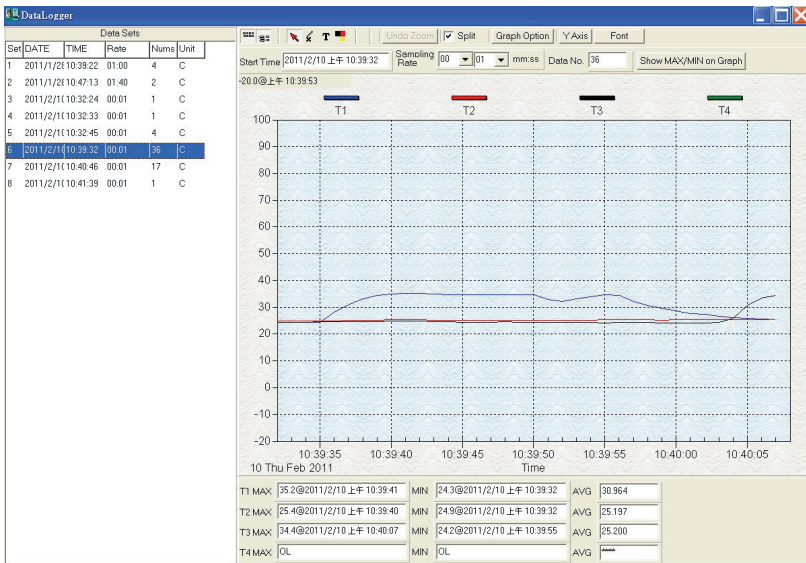 DataLogger
Data Sets
Set DATE TIME Rate Nums Unit
1 2011/1/2( 10:39:22 01:00 4 C
2 2011/1/2( 10:47:13 01:40 2 C
3 2011/2/1( 10:32:24 00:01 1 C
4 2011/2/1( 10:32:33 00:01 1 C
5 2011/2/1( 10:32:45 00:01 4 C
6 2011/2/1( 10:39:32 00:01 36 C
7 2011/2/1( 10:40:46 00:01 17 C
8 2011/2/1( 10:41:39 00:01 1 C
T Undo Zoom Split Graph Option Y Axis Font
Start Time 2011/2/10 上午 10:39:32 Sampling Rate 00 01 mm:ss Data No. 36 Show MAX/MIN on Graph
-20.0@上午 10:39:53
T1 T2 T3 T4
100
90
80
70
60
50
40
30
20
10
0
-10
-20
10:39:35 10:39:40 10:39:45 10:39:50 10:39:55 10:40:00 10:40:05
10 Thu Feb 2011 Time
T1 MAX 35.2@2011/2/10 上午 10:39:41 MIN 24.3@2011/2/10 上午 10:39:32 AVG 30.964
T2 MAX 25.4@2011/2/10 上午 10:39:40 MIN 24.9@2011/2/10 上午 10:39:32 AVG 25.197
T3 MAX 34.4@2011/2/10 上午 10:40:07 MIN 24.2@2011/2/10 上午 10:39:55 AVG 25.200
T4 MAX OL MIN OL AVG ****